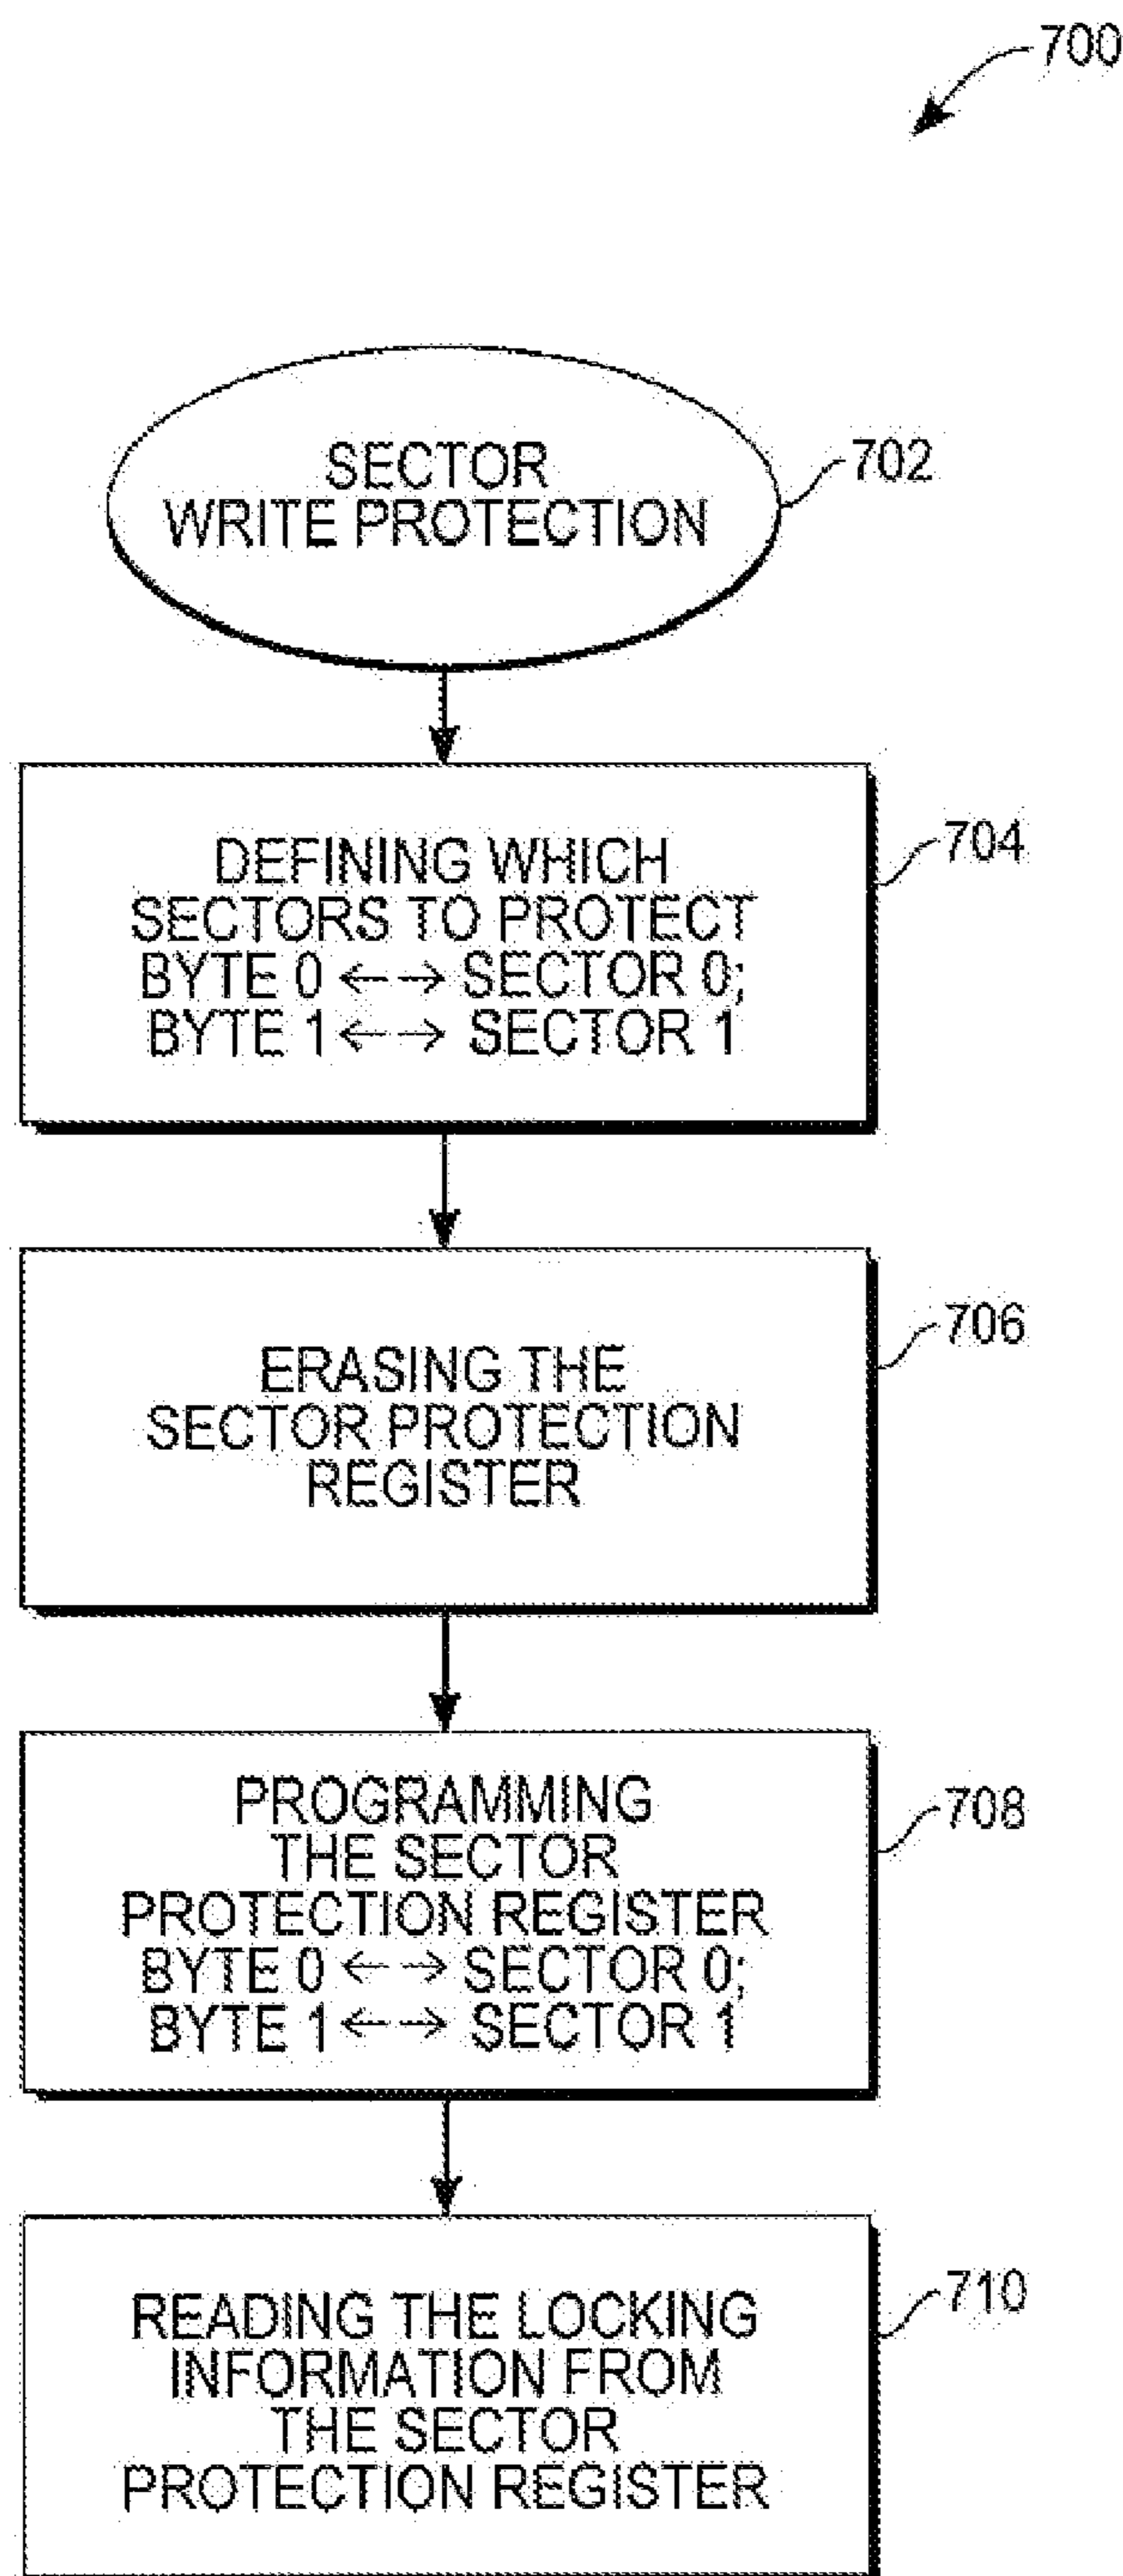 700
SECTOR
WRITE PROTECTION
702
DEFINING WHICH
SECTORS TO PROTECT
BYTE 0 ←→ SECTOR 0;
BYTE 1 ←→ SECTOR 1
704
ERASING THE
SECTOR PROTECTION
REGISTER
706
PROGRAMMING
THE SECTOR
PROTECTION REGISTER
BYTE 0 ←→ SECTOR 0;
BYTE 1 ←→ SECTOR 1
708
READING THE LOCKING
INFORMATION FROM
THE SECTOR
PROTECTION REGISTER
710